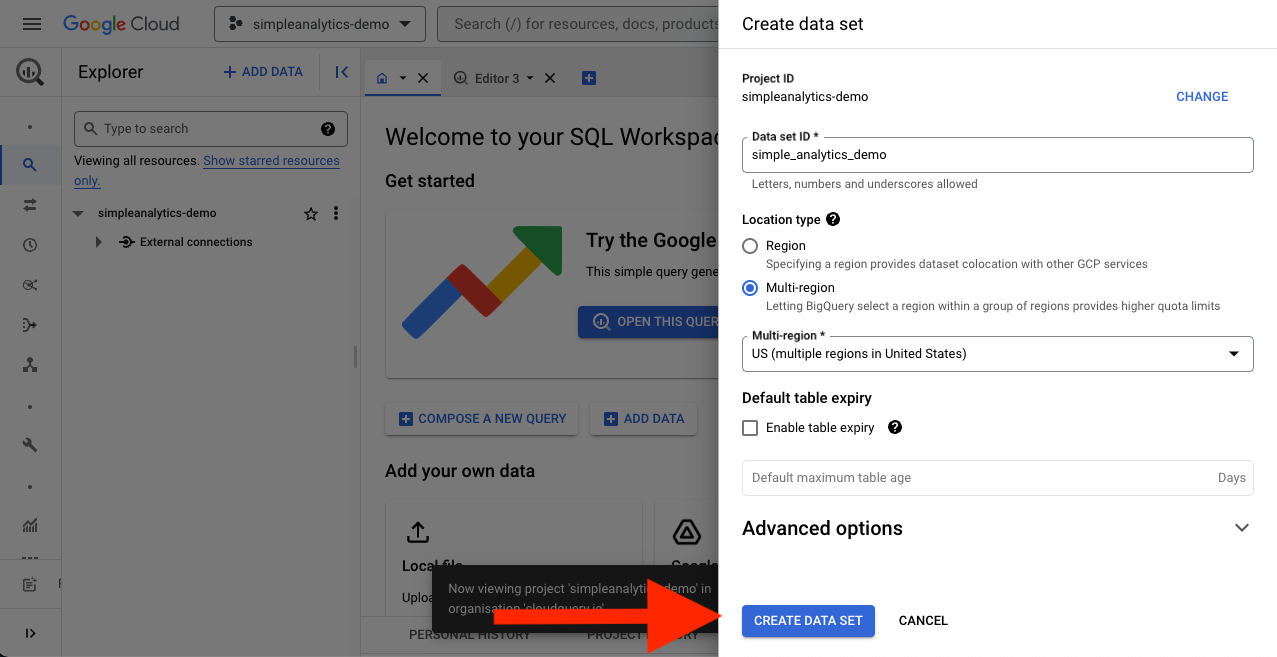 Google Cloud
simpleanalytics-demo
Search (/) for resources, docs, products
Explorer
ADD DATA
Type to search
Viewing all resources. Show starred resources
only.
simpleanalytics-demo
External connections
Editor 3
Welcome to your SQL Workspac
Get started
Try the Google
This simple query gene
OPEN THIS QUER
COMPOSE A NEW QUERY
ADD DATA
Add your own data
Local file
Uploa
Google
Now viewing project 'simpleanalytics-demo' in
organisation 'cloudquery.io'.
PERSONAL HISTORY
PROJECT HISTORY
Create data set
Project ID
simpleanalytics-demo
CHANGE
Data set ID *
simple_analytics_demo
Letters, numbers and underscores allowed
Location type
Region
Specifying a region provides dataset colocation with other GCP services
Multi-region
Letting BigQuery select a region within a group of regions provides higher quota limits
Multi-region *
US (multiple regions in United States)
Default table expiry
Enable table expiry
Default maximum table age
Days
Advanced options
CREATE DATA SET
CANCEL